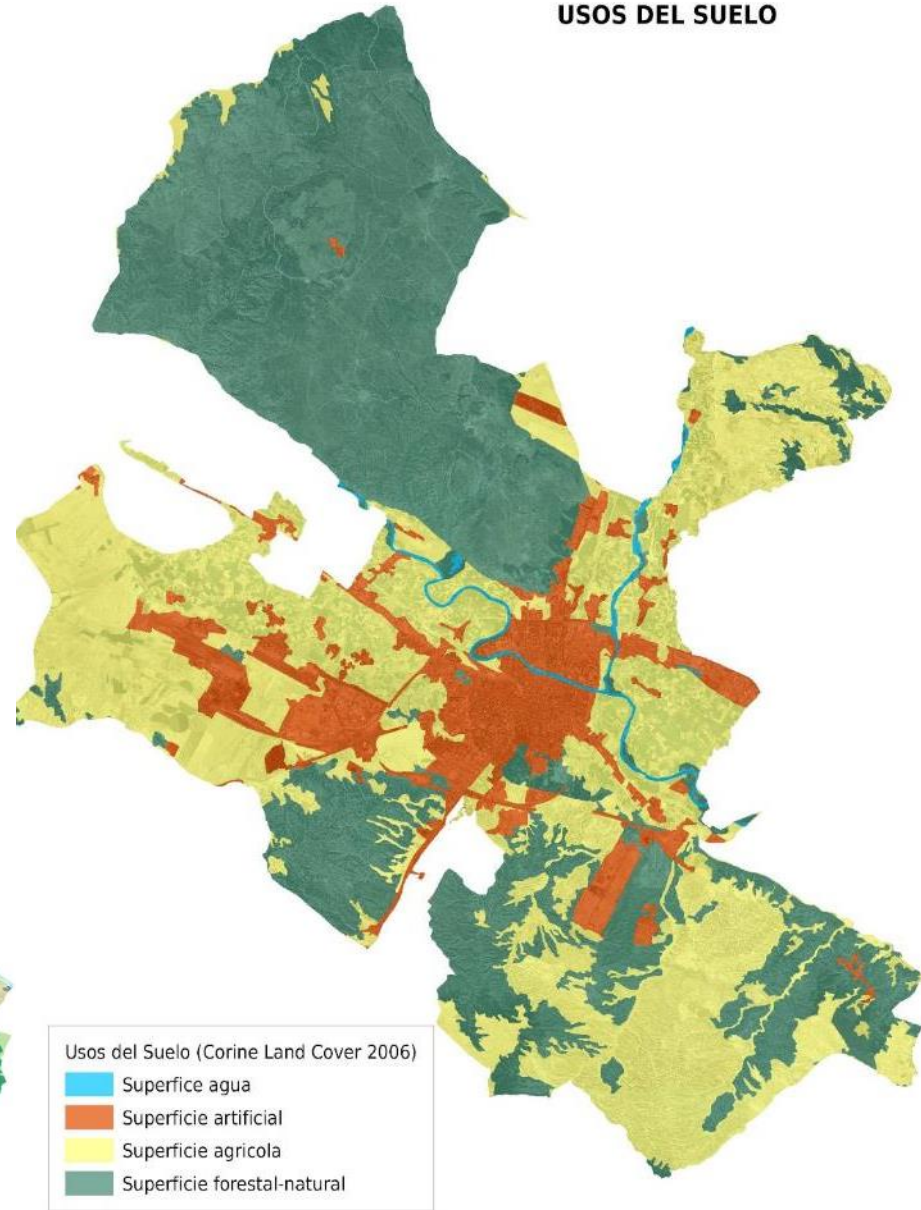 USOS DEL SUELO
Usos del Suelo (Corine Land Cover 2006)
Superfice agua
Superficie artificial
Superficie agricola
Superficie forestal-natural